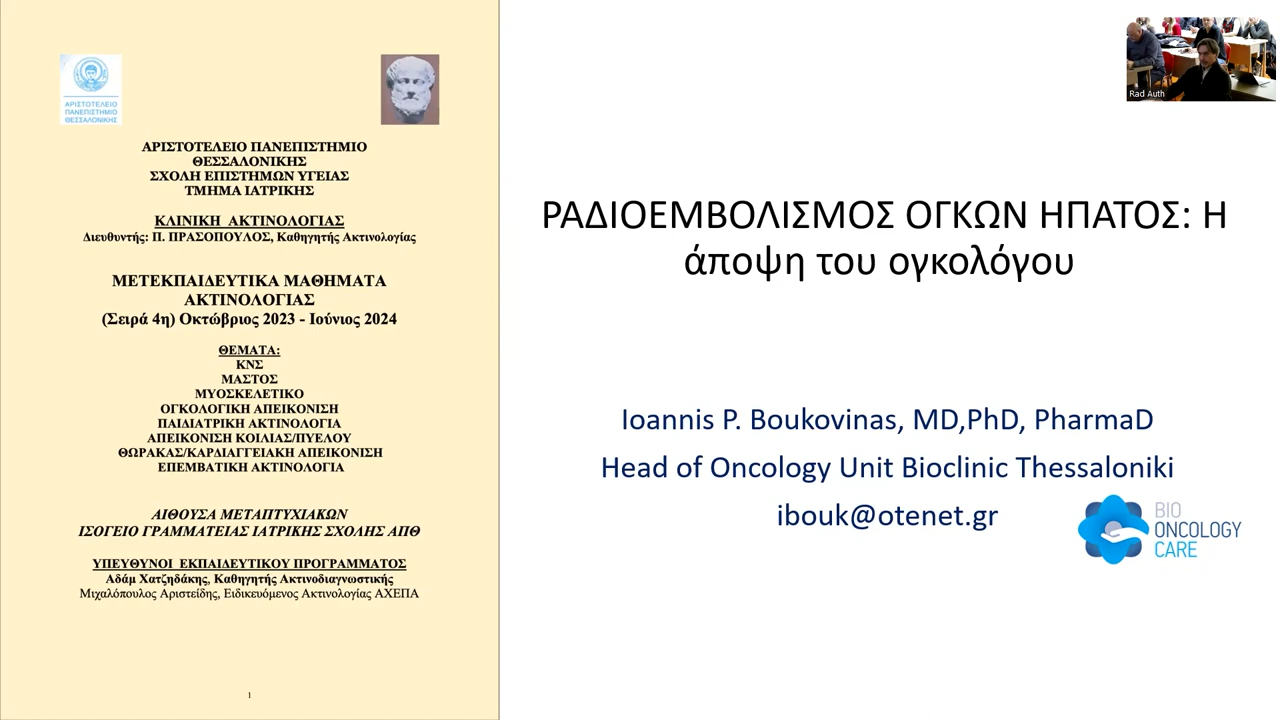 ΑΡΙΣΤΟΤΕΛΕΙΟ
ΠΑΝΕΠΙΣΤΗΜΙΟ
ΘΕΣΣΑΛΟΝΙΚΗΣ
ΑΡΙΣΤΟΤΕΛΕΙΟ ΠΑΝΕΠΙΣΤΗΜΙΟ
ΘΕΣΣΑΛΟΝΙΚΗΣ
ΣΧΟΛΗ ΕΠΙΣΤΗΜΩΝ ΥΓΕΙΑΣ
ΤΜΗΜΑ ΙΑΤΡΙΚΗΣ
ΚΛΙΝΙΚΗ ΑΚΤΙΝΟΛΟΓΙΑΣ
Διευθυντής: Π. ΠΡΑΣΟΠΟΥΛΟΣ, Καθηγητής Ακτινολογίας
ΜΕΤΕΚΠΑΙΔΕΥΤΙΚΑ ΜΑΘΗΜΑΤΑ
ΑΚΤΙΝΟΛΟΓΙΑΣ
(Σειρά 4η) Οκτώβριος 2023 - Ιούνιος 2024
ΘΕΜΑΤΑ:
ΚΝΣ
ΜΑΣΤΟΣ
ΜΥΟΣΚΕΛΕΤΙΚΟ
ΟΓΚΟΛΟΓΙΚΗ ΑΠΕΙΚΟΝΙΣΗ
ΠΑΙΔΙΑΤΡΙΚΗ ΑΚΤΙΝΟΛΟΓΙΑ
ΑΠΕΙΚΟΝΙΣΗ ΚΟΙΛΙΑΣ/ΠΥΕΛΟΥ
ΘΩΡΑΚΑΣ/ΚΑΡΔΙΑΓΓΕΙΑΚΗ ΑΠΕΙΚΟΝΙΣΗ
ΕΠΕΜΒΑΤΙΚΗ ΑΚΤΙΝΟΛΟΓΙΑ
ΑΙΘΟΥΣΑ ΜΕΤΑΠΤΥΧΙΑΚΩΝ
ΙΣΟΓΕΙΟ ΓΡΑΜΜΑΤΕΙΑΣ ΙΑΤΡΙΚΗΣ ΣΧΟΛΗΣ ΑΠΘ
ΥΠΕΥΘΥΝΟΙ ΕΚΠΑΙΔΕΥΤΙΚΟΥ ΠΡΟΓΡΑΜΜΑΤΟΣ
Αδάμ Χατζηδάκης, Καθηγητής Ακτινοδιαγνωστικής
Μιχαλόπουλος Αριστείδης, Ειδικευόμενος Ακτινολογίας ΑΧΕΠΑ
1
ΡΑΔΙΟΕΜΒΟΛΙΣΜΟΣ ΟΓΚΩΝ ΗΠΑΤΟΣ: Η
άποψη του ογκολόγου
Ioannis P. Boukovinas, MD,PhD, PharmaD
Head of Oncology Unit Bioclinic Thessaloniki
ibouk@otenet.gr
BIO
ONCOLOGY
CARE
Rad Auth